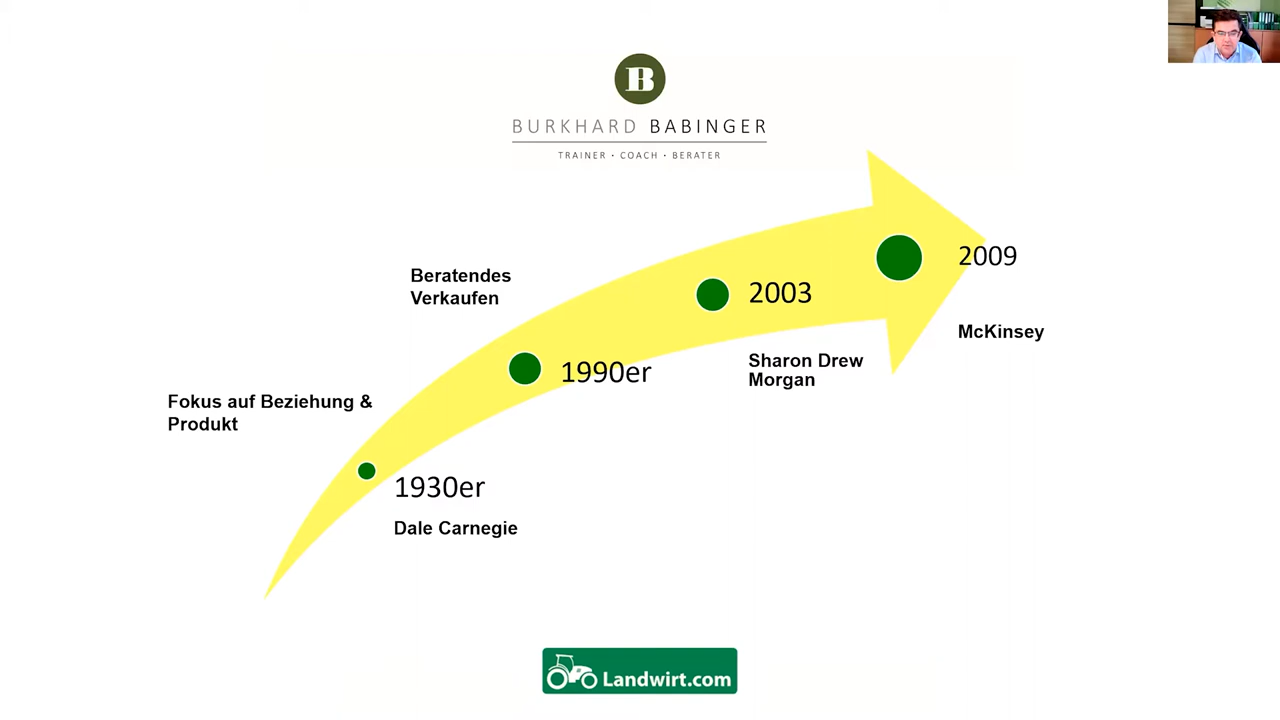 B
BURKHARD BABINGER
TRAINER • COACH • BERATER
2009
McKinsey
Beratendes
Verkaufen
2003
Sharon Drew
Morgan
1990er
Fokus auf Beziehung &
Produkt
1930er
Dale Carnegie
Landwirt.com